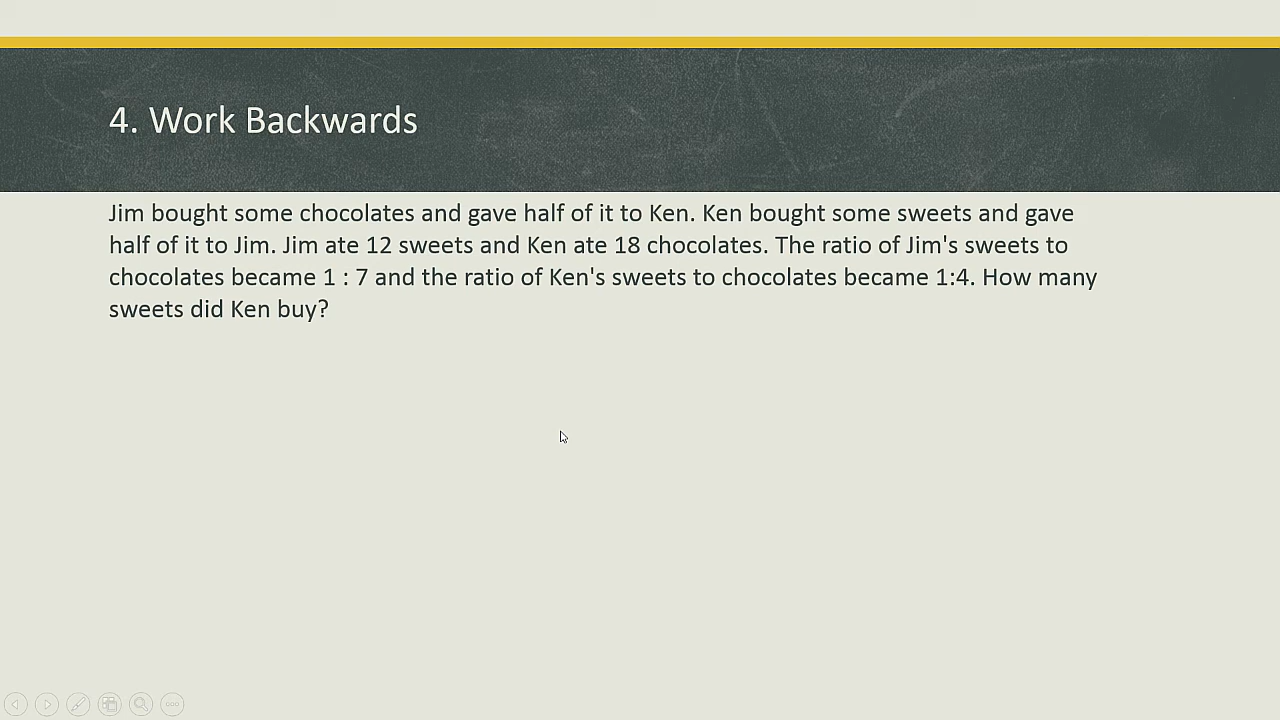 4. Work Backwards
Jim bought some chocolates and gave half of it to Ken. Ken bought some sweets and gave
half of it to Jim. Jim ate 12 sweets and Ken ate 18 chocolates. The ratio of Jim's sweets to
chocolates became 1 : 7 and the ratio of Ken's sweets to chocolates became 1:4. How many
sweets did Ken buy?